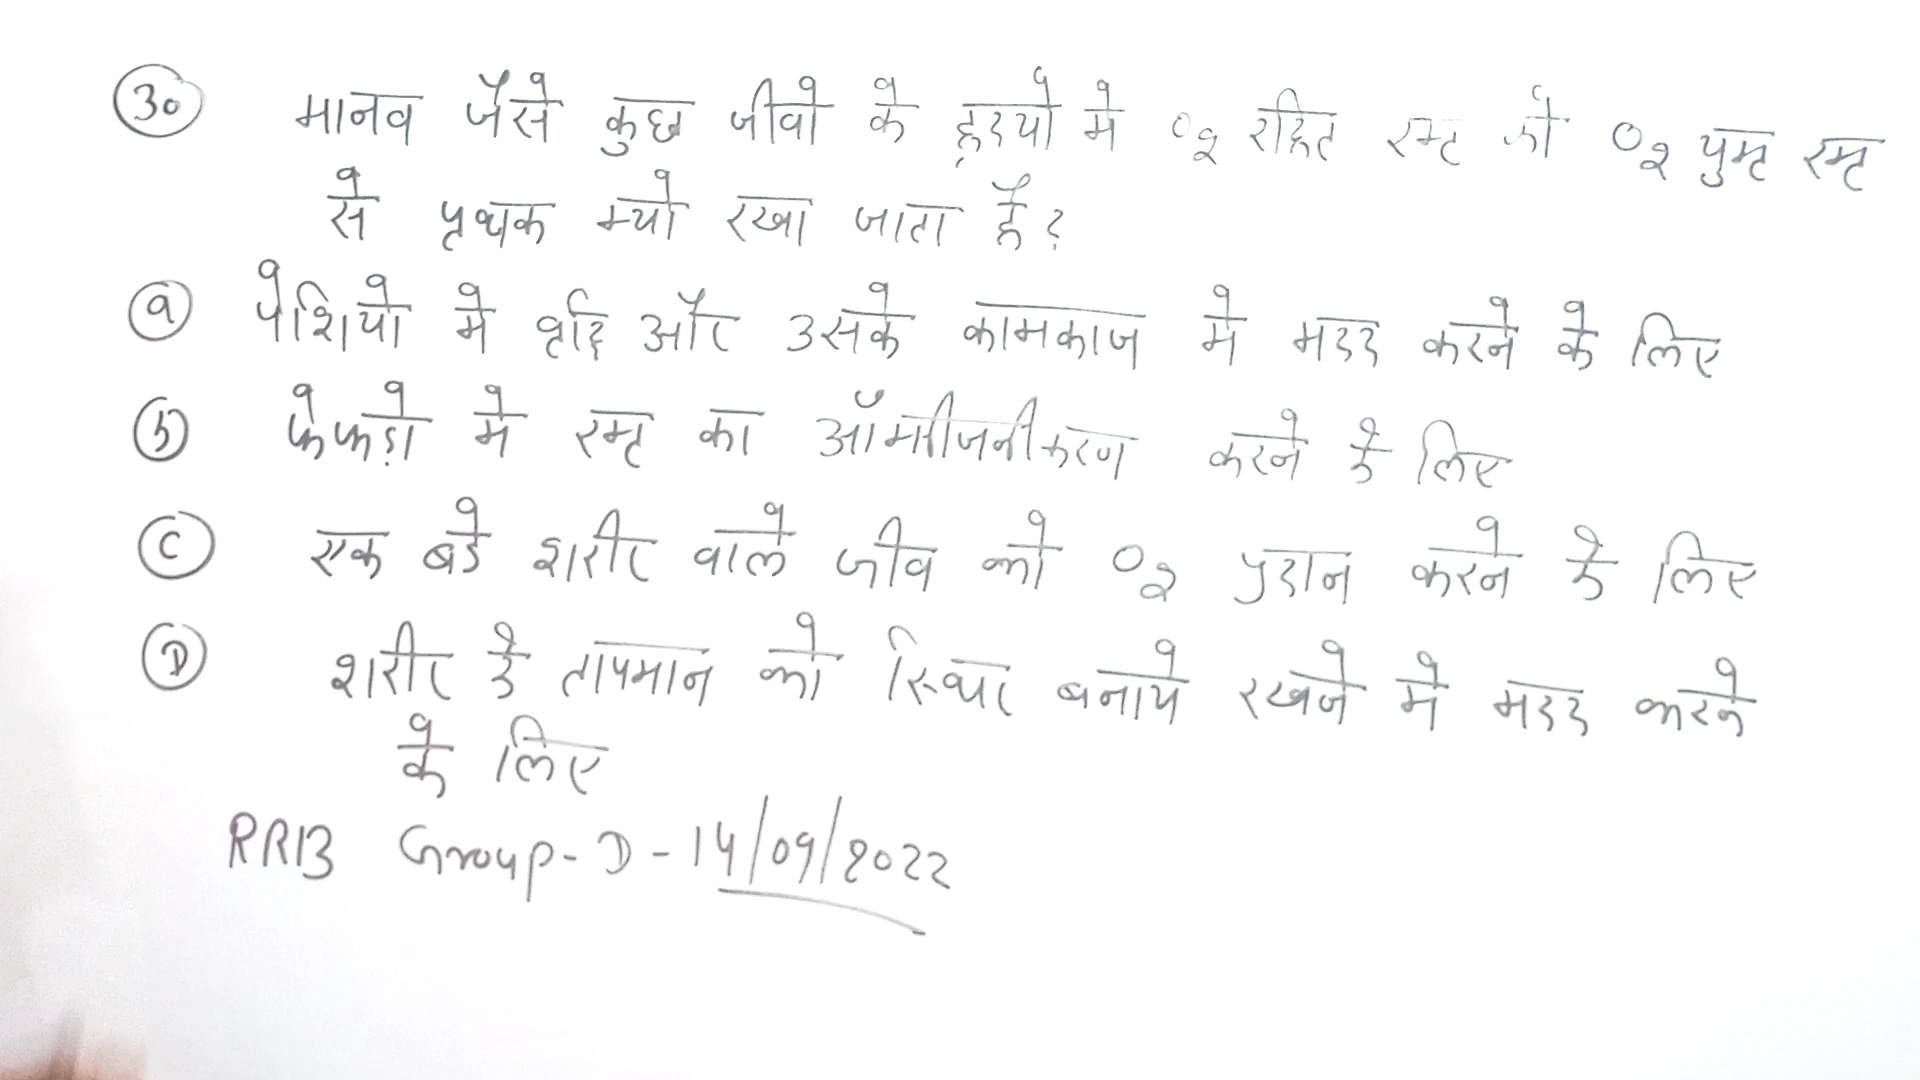 30 मानव जैसे कुछ जीवो के ह्रदयो मे O2 रहित रक्त को O2 युक्त रक्त
से पृथक क्यो रखा जाता है?
a पेशियो मे वृद्धि और उसके कामकाज मे मदद करने के लिए
b फेफड़ो मे रक्त का ऑक्सीजनीकरण करने के लिए
C एक बडे शरीर वाले जीव को O2 प्रदान करने के लिए
D शरीर के तापमान को स्थिर बनाये रखने मे मदद करने
के लिए
RRB Group-D-14/09/2022